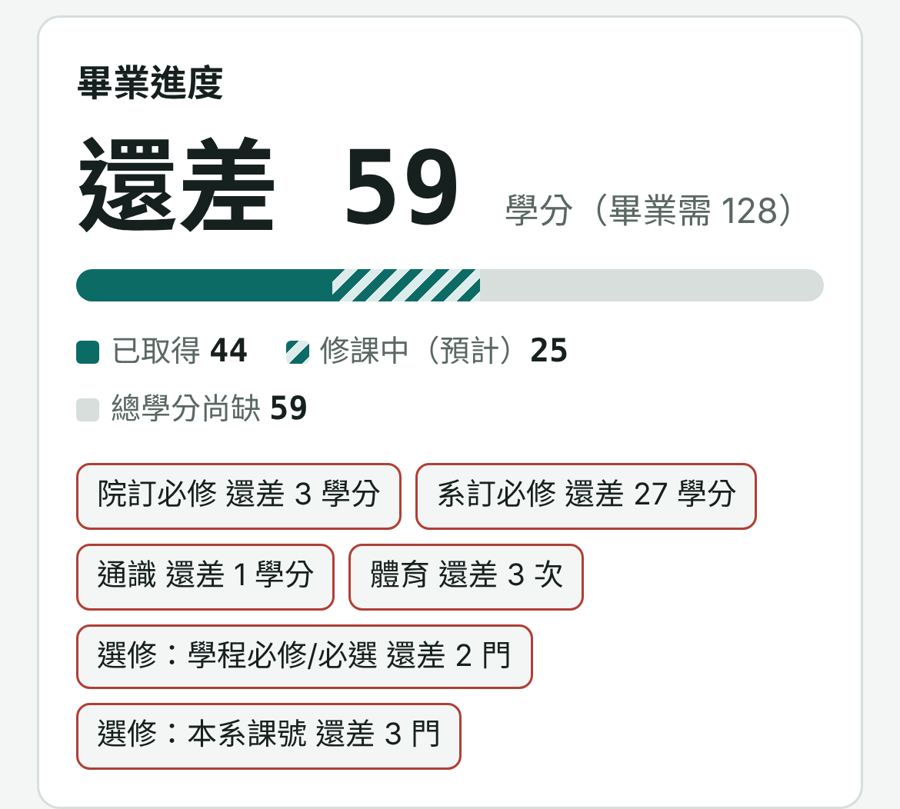 畢業進度
還差 59 學分（畢業需 128）
已取得 44 修課中（預計）25
總學分尚缺 59
院訂必修 還差 3 學分 系訂必修 還差 27 學分
通識 還差 1 學分 體育 還差 3 次
選修：學程必修/必選 還差 2 門
選修：本系課號 還差 3 門